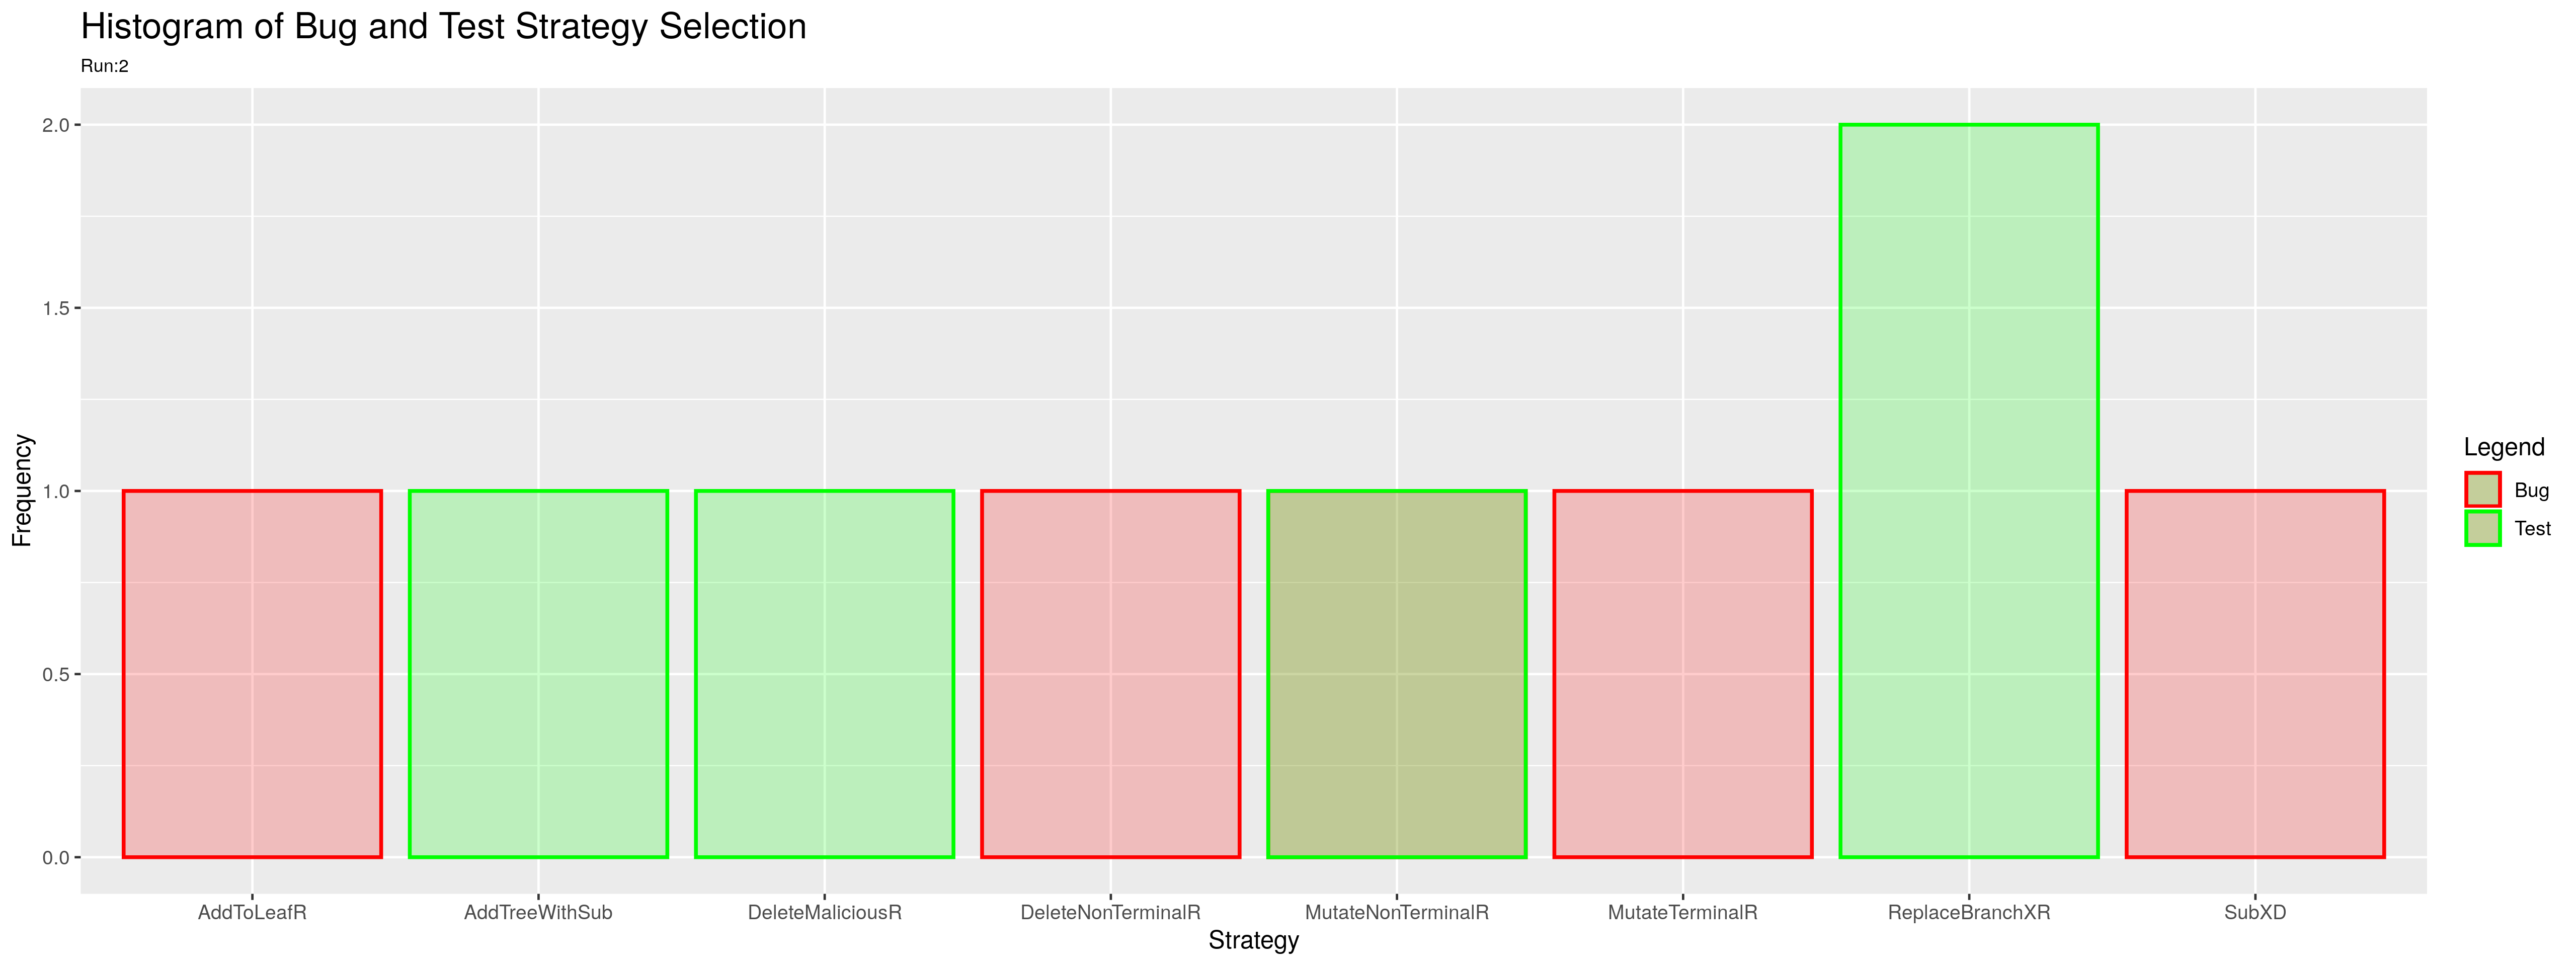 Histogram of Bug and Test Strategy Selection
Run:2
Frequency
2.0
1.5
1.0
0.5
0.0
AddToLeafR AddTreeWithSub DeleteMaliciousR DeleteNonTerminalR MutateNonTerminalR MutateTerminalR ReplaceBranchXR SubXD
Strategy
Legend
Bug
Test